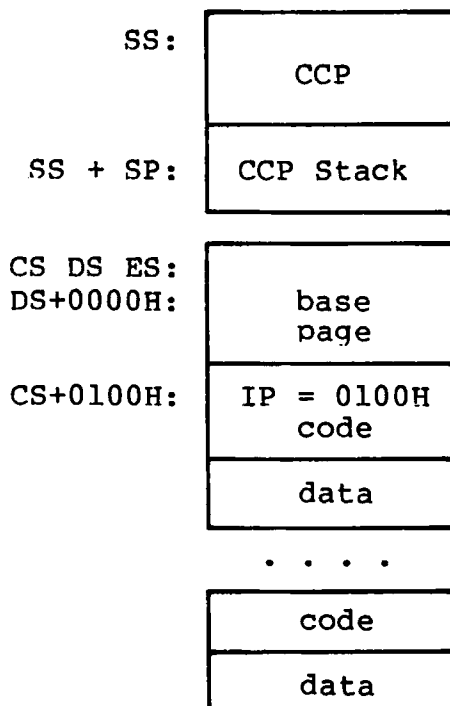 SS:
CCP
SS + SP:
CCP Stack
CS DS ES:
DS+0000H:
base
page
CS+0100H:
IP = 0100H
code
data
. . . .
code
data